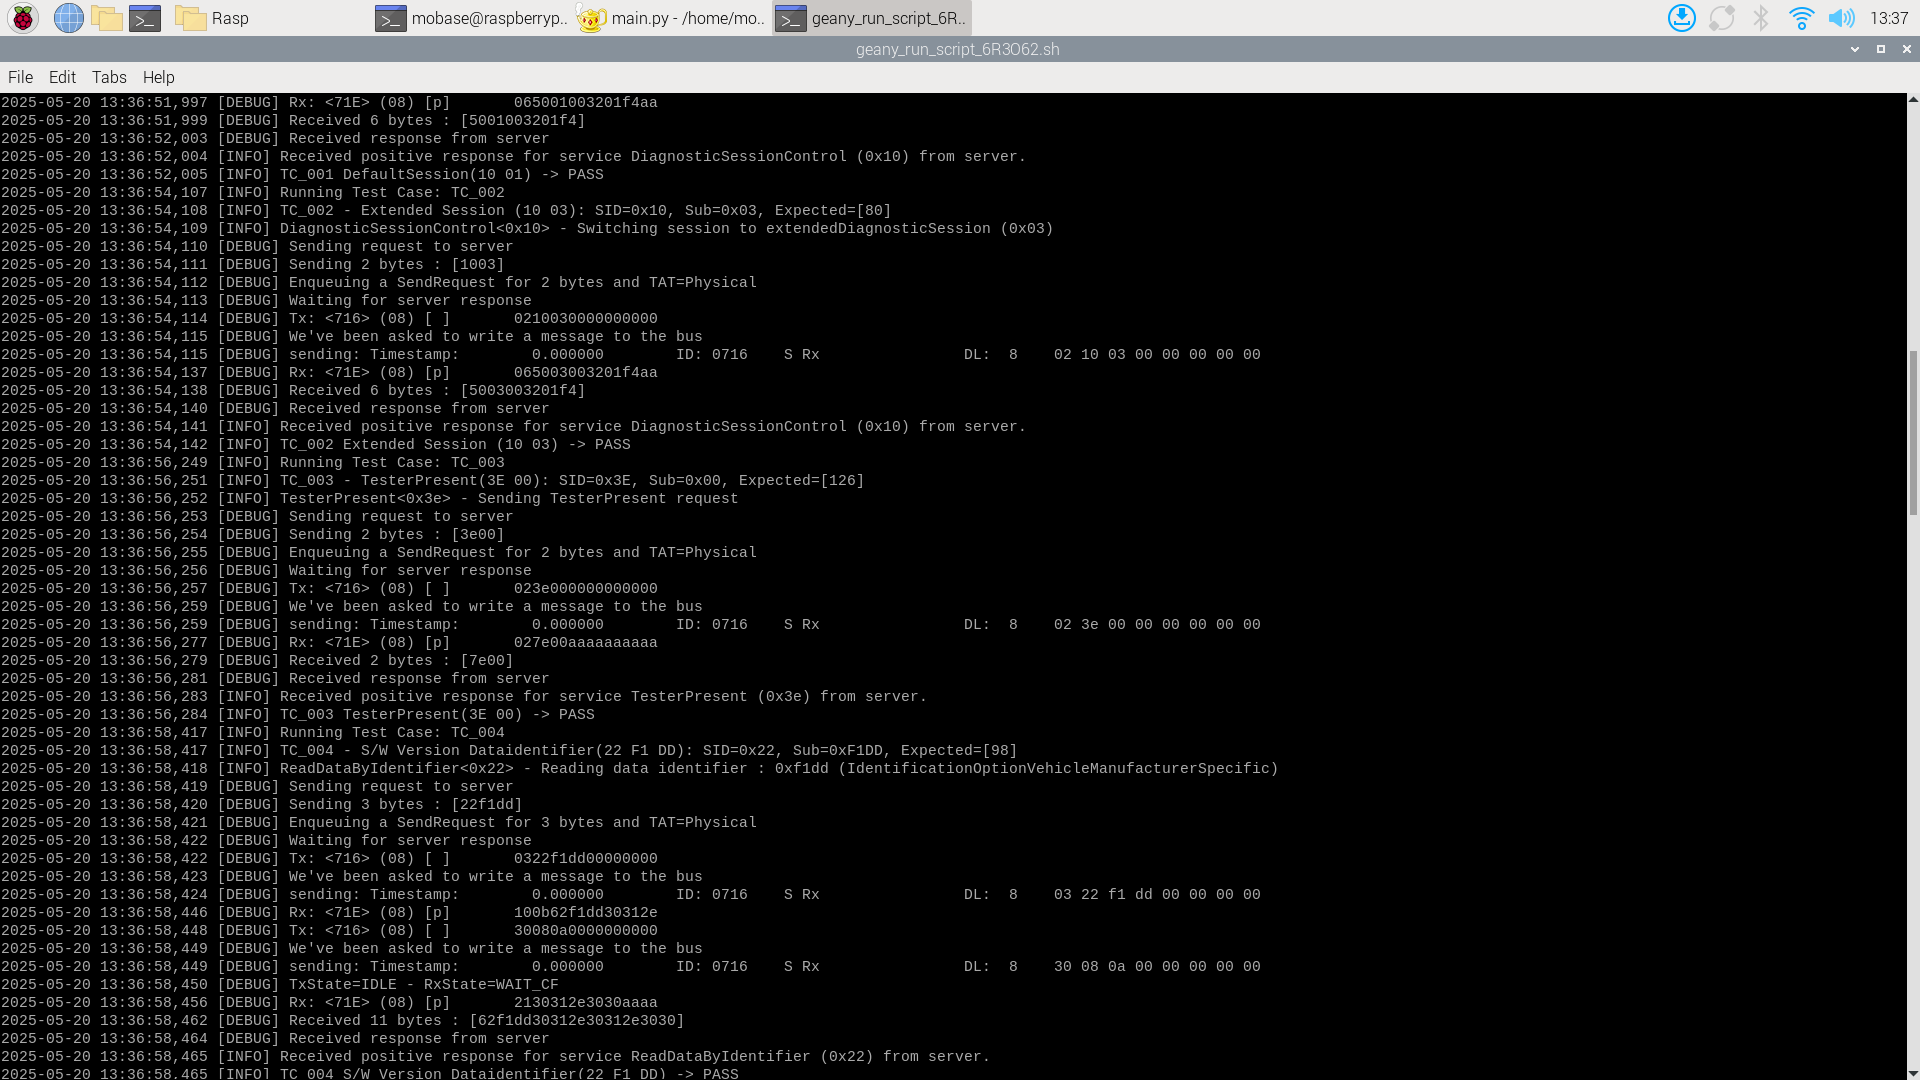 Rasp
mobase@raspberryp..
main.py - /home/mo..
geany_run_script_6R..
13:37
geany_run_script_6R3O62.sh
File Edit Tabs Help
2025-05-20 13:36:51,997 [DEBUG] Rx: <71E> (08) [p]       065001003201f4aa
2025-05-20 13:36:51,999 [DEBUG] Received 6 bytes : [5001003201f4]
2025-05-20 13:36:52,003 [DEBUG] Received response from server
2025-05-20 13:36:52,004 [INFO] Received positive response for service DiagnosticSessionControl (0x10) from server.
2025-05-20 13:36:52,005 [INFO] TC_001 DefaultSession(10 01) -> PASS
2025-05-20 13:36:54,107 [INFO] Running Test Case: TC_002
2025-05-20 13:36:54,108 [INFO] TC_002 - Extended Session (10 03): SID=0x10, Sub=0x03, Expected=[80]
2025-05-20 13:36:54,109 [INFO] DiagnosticSessionControl<0x10> - Switching session to extendedDiagnosticSession (0x03)
2025-05-20 13:36:54,110 [DEBUG] Sending request to server
2025-05-20 13:36:54,111 [DEBUG] Sending 2 bytes : [1003]
2025-05-20 13:36:54,112 [DEBUG] Enqueuing a SendRequest for 2 bytes and TAT=Physical
2025-05-20 13:36:54,113 [DEBUG] Waiting for server response
2025-05-20 13:36:54,114 [DEBUG] Tx: <716> (08) [ ]       0210030000000000
2025-05-20 13:36:54,115 [DEBUG] We've been asked to write a message to the bus
2025-05-20 13:36:54,115 [DEBUG] sending: Timestamp:        0.000000        ID: 0716    S Rx                DL:  8    02 10 03 00 00 00 00 00
2025-05-20 13:36:54,137 [DEBUG] Rx: <71E> (08) [p]       065003003201f4aa
2025-05-20 13:36:54,138 [DEBUG] Received 6 bytes : [5003003201f4]
2025-05-20 13:36:54,140 [DEBUG] Received response from server
2025-05-20 13:36:54,141 [INFO] Received positive response for service DiagnosticSessionControl (0x10) from server.
2025-05-20 13:36:54,142 [INFO] TC_002 Extended Session (10 03) -> PASS
2025-05-20 13:36:56,249 [INFO] Running Test Case: TC_003
2025-05-20 13:36:56,251 [INFO] TC_003 - TesterPresent(3E 00): SID=0x3E, Sub=0x00, Expected=[126]
2025-05-20 13:36:56,252 [INFO] TesterPresent<0x3e> - Sending TesterPresent request
2025-05-20 13:36:56,253 [DEBUG] Sending request to server
2025-05-20 13:36:56,254 [DEBUG] Sending 2 bytes : [3e00]
2025-05-20 13:36:56,255 [DEBUG] Enqueuing a SendRequest for 2 bytes and TAT=Physical
2025-05-20 13:36:56,256 [DEBUG] Waiting for server response
2025-05-20 13:36:56,257 [DEBUG] Tx: <716> (08) [ ]       023e000000000000
2025-05-20 13:36:56,259 [DEBUG] We've been asked to write a message to the bus
2025-05-20 13:36:56,259 [DEBUG] sending: Timestamp:        0.000000        ID: 0716    S Rx                DL:  8    02 3e 00 00 00 00 00 00
2025-05-20 13:36:56,277 [DEBUG] Rx: <71E> (08) [p]       027e00aaaaaaaaaa
2025-05-20 13:36:56,279 [DEBUG] Received 2 bytes : [7e00]
2025-05-20 13:36:56,281 [DEBUG] Received response from server
2025-05-20 13:36:56,283 [INFO] Received positive response for service TesterPresent (0x3e) from server.
2025-05-20 13:36:56,284 [INFO] TC_003 TesterPresent(3E 00) -> PASS
2025-05-20 13:36:58,417 [INFO] Running Test Case: TC_004
2025-05-20 13:36:58,417 [INFO] TC_004 - S/W Version Dataidentifier(22 F1 DD): SID=0x22, Sub=0xF1DD, Expected=[98]
2025-05-20 13:36:58,418 [INFO] ReadDataByIdentifier<0x22> - Reading data identifier : 0xf1dd (IdentificationOptionVehicleManufacturerSpecific)
2025-05-20 13:36:58,419 [DEBUG] Sending request to server
2025-05-20 13:36:58,420 [DEBUG] Sending 3 bytes : [22f1dd]
2025-05-20 13:36:58,421 [DEBUG] Enqueuing a SendRequest for 3 bytes and TAT=Physical
2025-05-20 13:36:58,422 [DEBUG] Waiting for server response
2025-05-20 13:36:58,422 [DEBUG] Tx: <716> (08) [ ]       0322f1dd00000000
2025-05-20 13:36:58,423 [DEBUG] We've been asked to write a message to the bus
2025-05-20 13:36:58,424 [DEBUG] sending: Timestamp:        0.000000        ID: 0716    S Rx                DL:  8    03 22 f1 dd 00 00 00 00
2025-05-20 13:36:58,446 [DEBUG] Rx: <71E> (08) [p]       100b62f1dd30312e
2025-05-20 13:36:58,448 [DEBUG] Tx: <716> (08) [ ]       30080a0000000000
2025-05-20 13:36:58,449 [DEBUG] We've been asked to write a message to the bus
2025-05-20 13:36:58,449 [DEBUG] sending: Timestamp:        0.000000        ID: 0716    S Rx                DL:  8    30 08 0a 00 00 00 00 00
2025-05-20 13:36:58,450 [DEBUG] TxState=IDLE - RxState=WAIT_CF
2025-05-20 13:36:58,456 [DEBUG] Rx: <71E> (08) [p]       2130312e3030aaaa
2025-05-20 13:36:58,462 [DEBUG] Received 11 bytes : [62f1dd30312e30312e3030]
2025-05-20 13:36:58,464 [DEBUG] Received response from server
2025-05-20 13:36:58,465 [INFO] Received positive response for service ReadDataByIdentifier (0x22) from server.
2025-05-20 13:36:58,465 [INFO] TC_004 S/W Version Dataidentifier(22 F1 DD) -> PASS